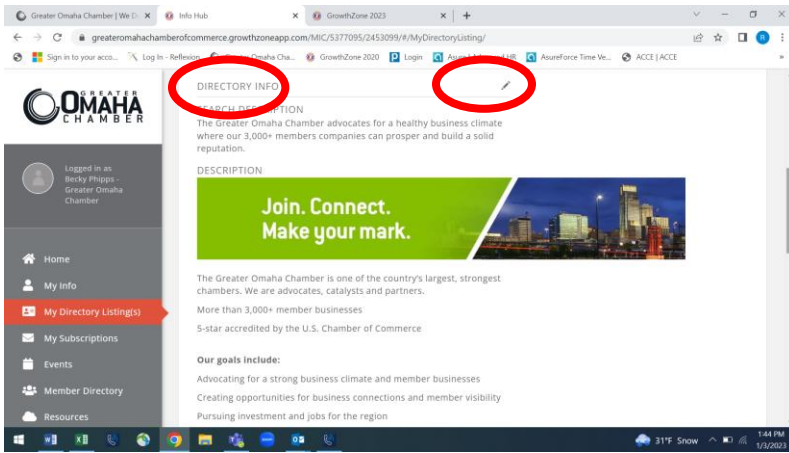 Greater Omaha Chamber | We D
Info Hub
GrowthZone 2023
greateromahachamberofcommerce.growthzoneapp.com/MIC/5377095/2453099/#/MyDirectoryListing/
Sign in to your acco...
Log In - Reflexion
Greater Omaha Cha...
GrowthZone 2020
Login
AsureForce Time Ve...
ACCE | ACCE
GREATER
OMAHA
CHAMBER
DIRECTORY INFO
SEARCH DESCRIPTION
The Greater Omaha Chamber advocates for a healthy business climate
where our 3,000+ members companies can prosper and build a solid
reputation.
DESCRIPTION
Join. Connect.
Make your mark.
The Greater Omaha Chamber is one of the country's largest, strongest
chambers. We are advocates, catalysts and partners.
More than 3,000+ member businesses
5-star accredited by the U.S. Chamber of Commerce
Our goals include:
Advocating for a strong business climate and member businesses
Creating opportunities for business connections and member visibility
Pursuing investment and jobs for the region
Logged in as
Becky Phipps -
Greater Omaha
Chamber
Home
My Info
My Directory Listing(s)
My Subscriptions
Events
Member Directory
Resources
31°F Snow
1:44 PM
1/3/2023